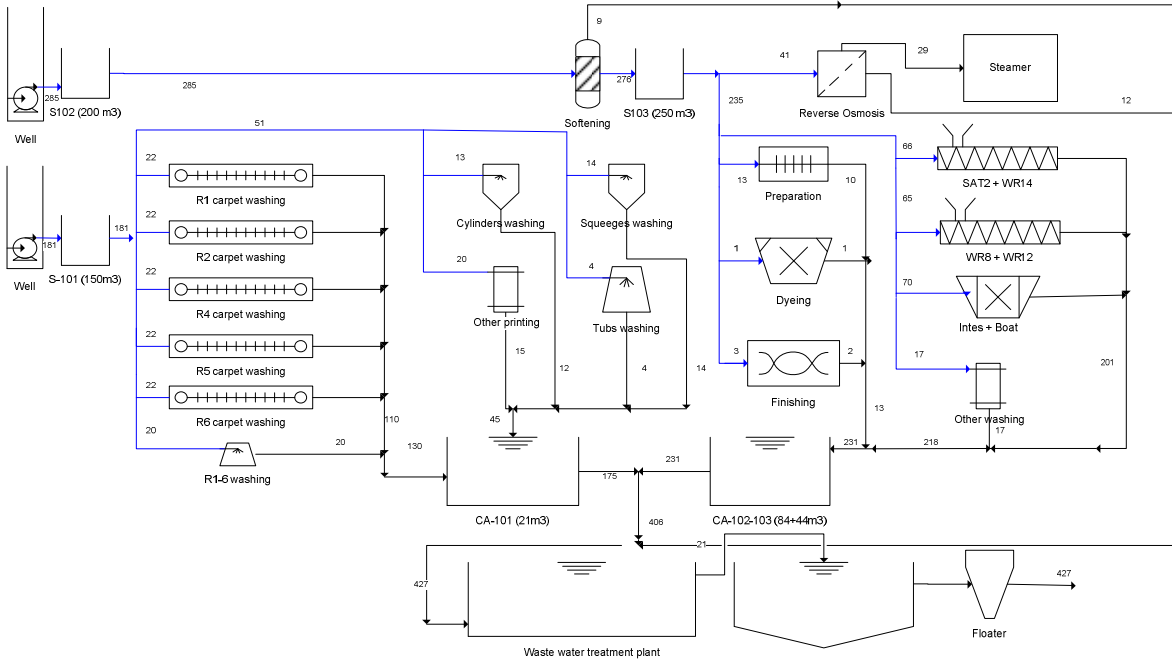 9
285
285
S102 (200 m3)
Well
276
Softening
S103 (250 m3)
41
29
Steamer
Reverse Osmosis
12
235
51
22
R1 carpet washing
22
R2 carpet washing
22
R4 carpet washing
22
R5 carpet washing
22
R6 carpet washing
20
20
R1-6 washing
181
181
S-101 (150m3)
Well
13
Cylinders washing
14
Squeeges washing
20
Other printing
4
Tubs washing
15
12
4
14
45
110
130
13
10
Preparation
1
1
Dyeing
3
2
Finishing
13
66
SAT2 + WR14
65
WR8 + WR12
70
Intes + Boat
17
Other washing
17
201
231
218
CA-101 (21m3)
175
231
CA-102-103 (84+44m3)
406
21
427
Waste water treatment plant
Floater
427